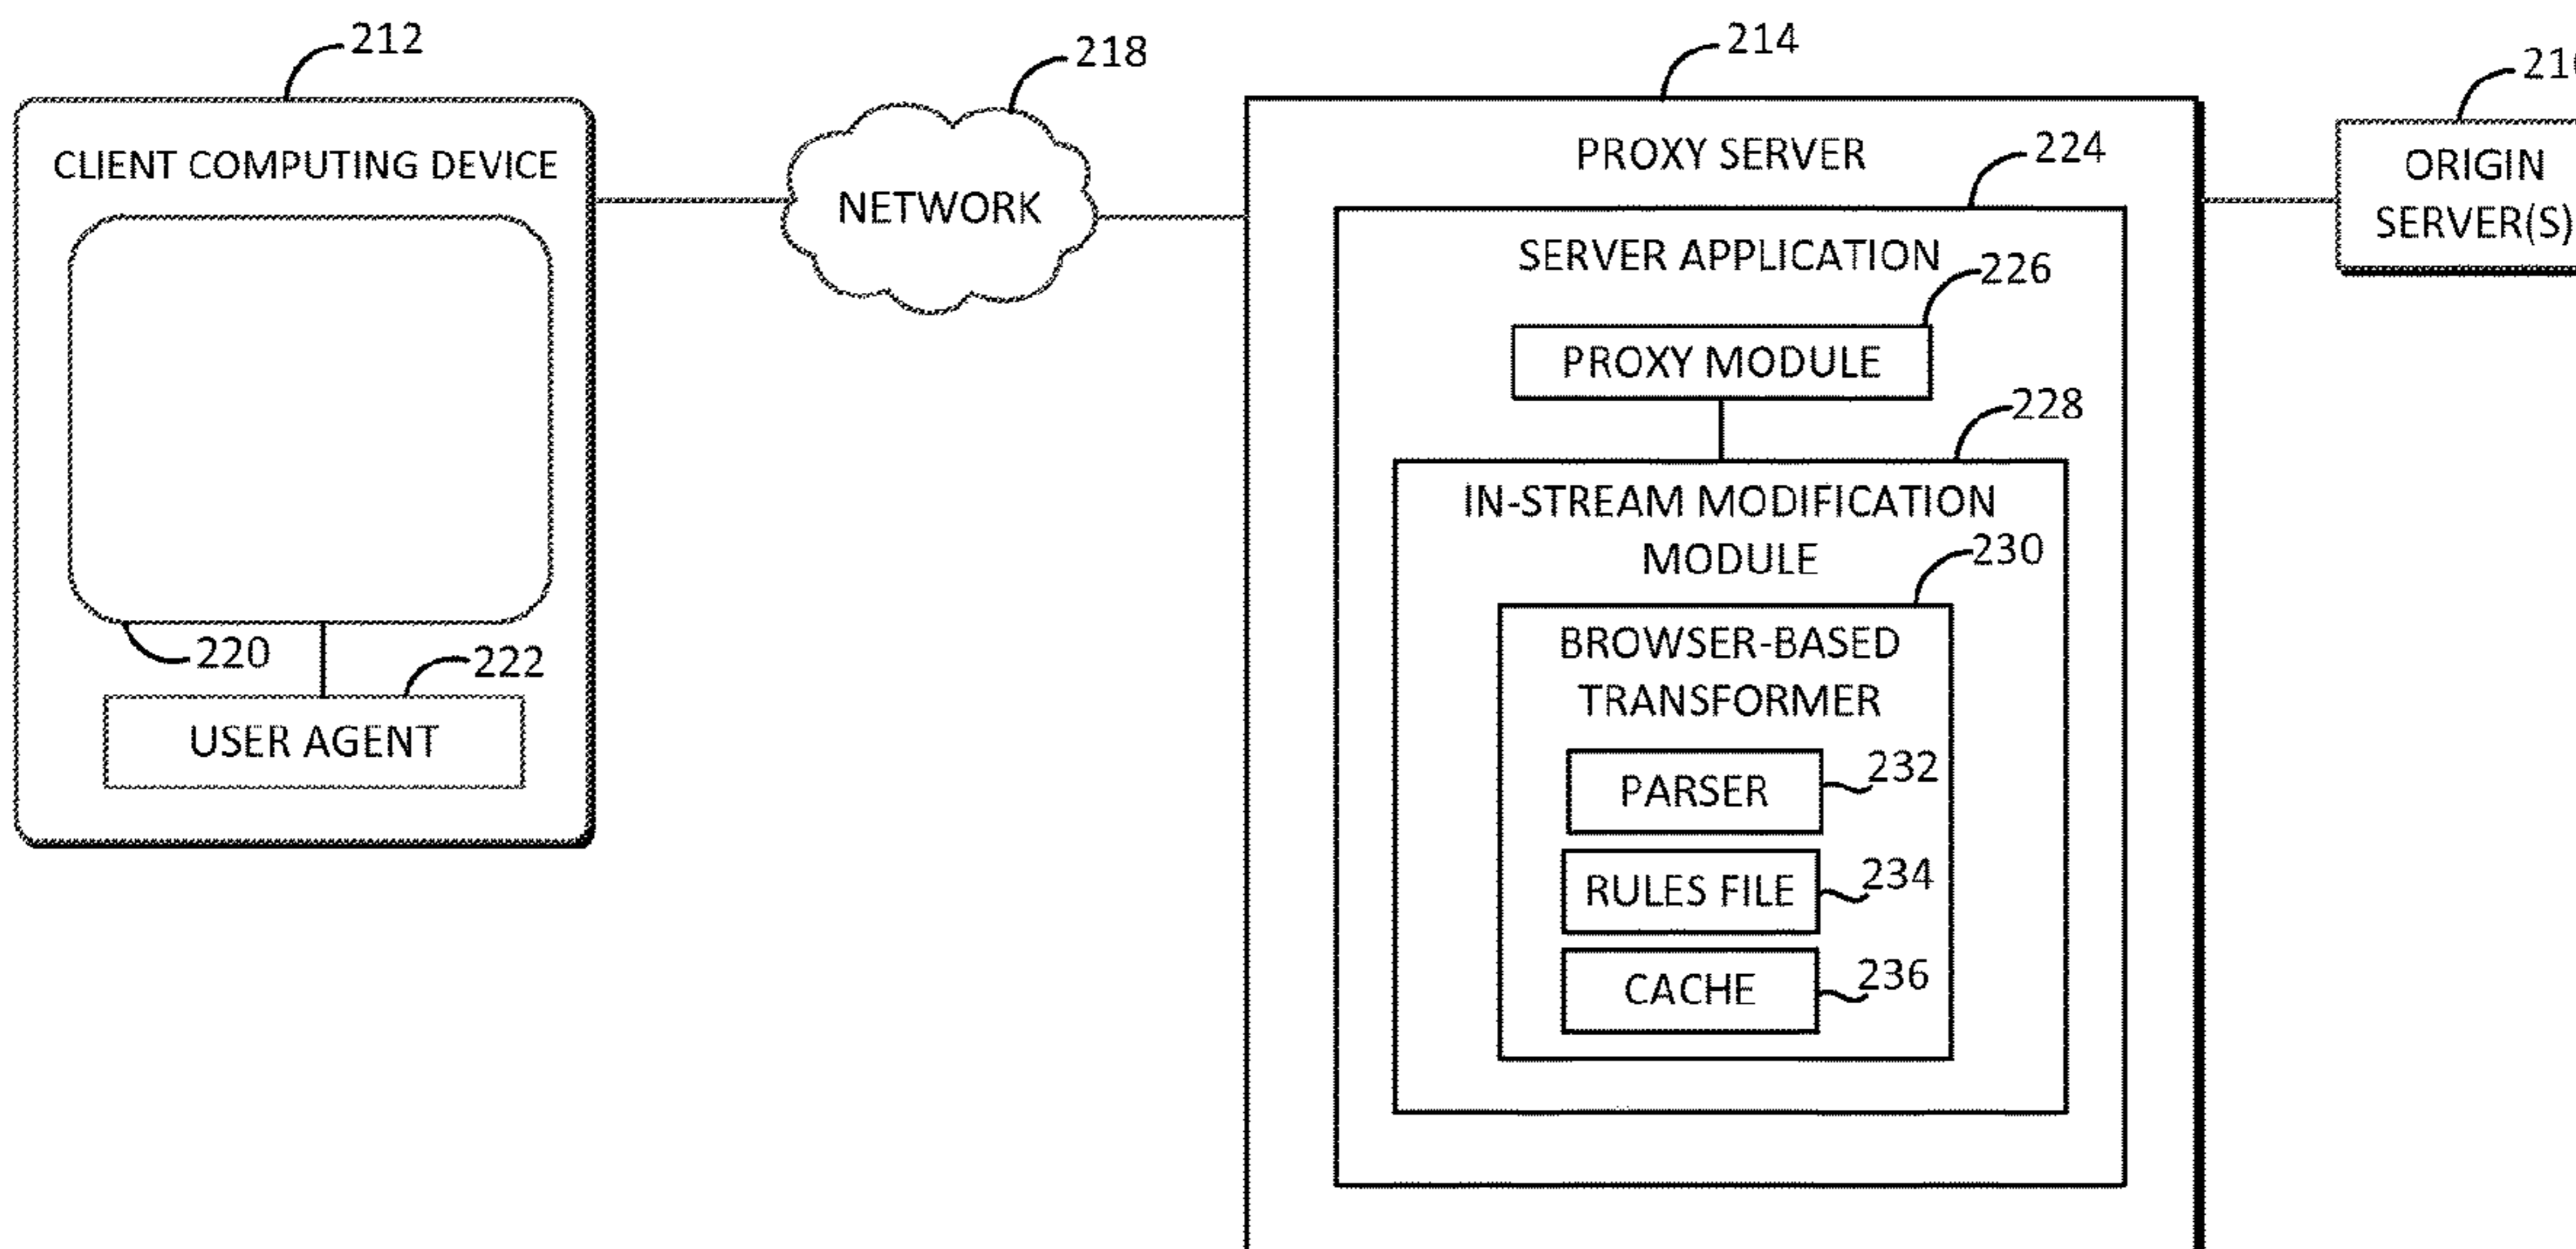 212
218
214
CLIENT COMPUTING DEVICE
NETWORK
220
222
USER AGENT
PROXY SERVER
224
SERVER APPLICATION
226
PROXY MODULE
228
IN-STREAM MODIFICATION
MODULE
230
BROWSER-BASED
TRANSFORMER
PARSER
232
RULES FILE
234
CACHE
236
ORIGIN
SERVER(S)